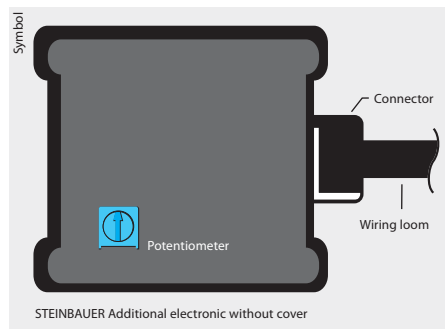 Symbol
Connector
Wiring loom
Potentiometer
STEINBAUER Additional electronic without cover